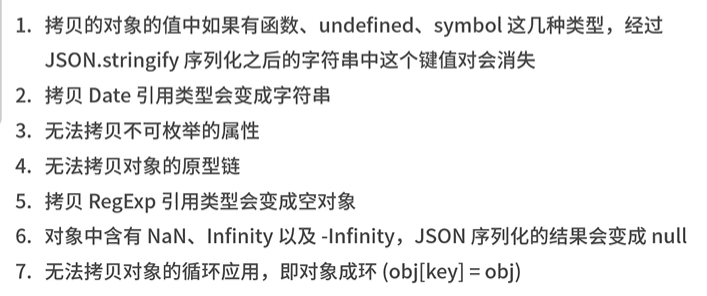 1. 拷贝的对象的值中如果有函数、undefined、symbol 这几种类型，经过
JSON.stringify 序列化之后的字符串中这个键值对会消失
2. 拷贝 Date 引用类型会变成字符串
3. 无法拷贝不可枚举的属性
4. 无法拷贝对象的原型链
5. 拷贝 RegExp 引用类型会变成空对象
6. 对象中含有 NaN、Infinity 以及 -Infinity，JSON 序列化的结果会变成 null
7. 无法拷贝对象的循环应用，即对象成环 (obj[key] = obj)